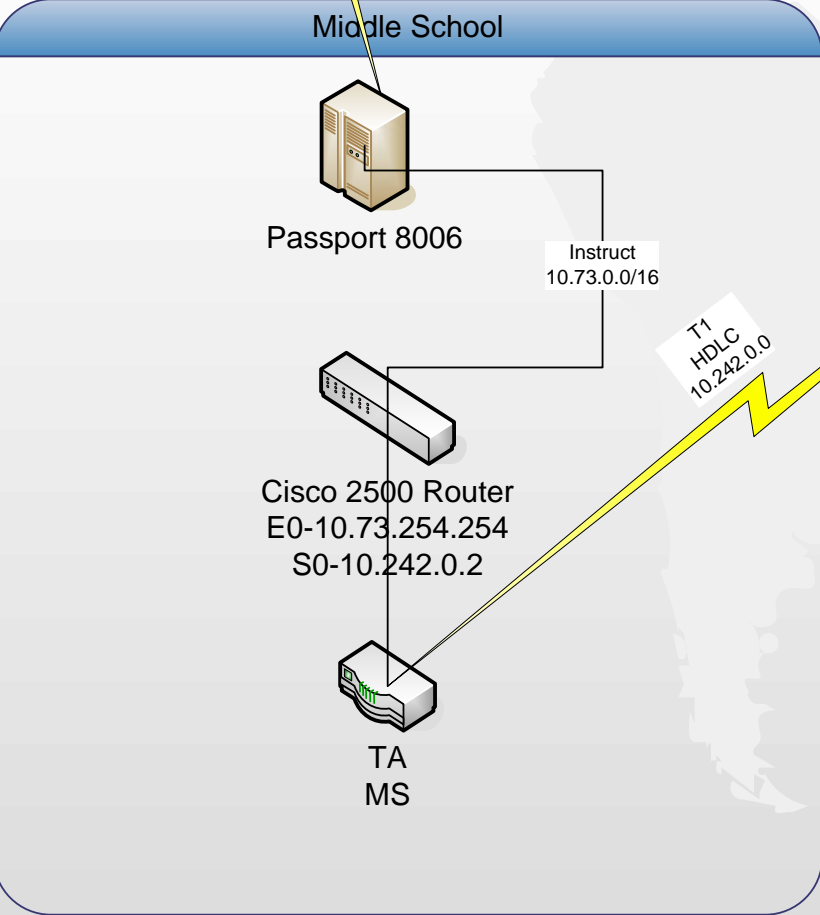 Middle School
Passport 8006
Instruct
10.73.0.0/16
T1
HDLC
10.242.0.0
Cisco 2500 Router
E0-10.73.254.254
S0-10.242.0.2
TA
MS